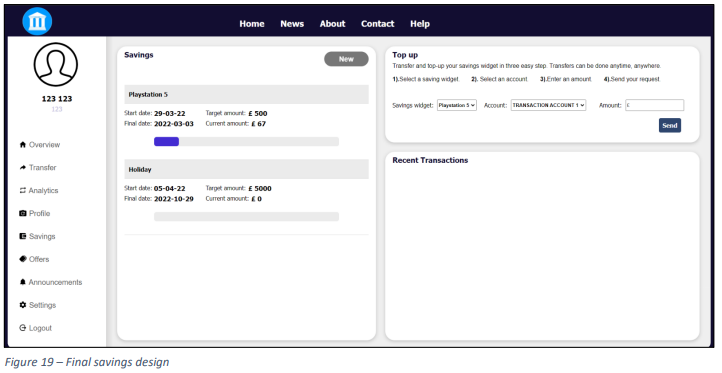 Home News About Contact Help
123 123
123
Overview
Transfer
Analytics
Profile
Savings
Offers
Announcements
Settings
Logout
Savings
New
Playstation 5
Start date: 29-03-22 Target amount: £ 500
Final date: 2022-03-03 Current amount: £ 67
Holiday
Start date: 05-04-22 Target amount: £ 5000
Final date: 2022-10-29 Current amount: £ 0
Top up
Transfer and top-up your savings widget in three easy step. Transfers can be done anytime, anywhere.
1).Select a saving widget 2). Select an account 3).Enter an amount 4).Send your request
Savings widget: Playstation 5 Account: TRANSACTION ACCOUNT 1 Amount: £
Send
Recent Transactions
Figure 19 – Final savings design